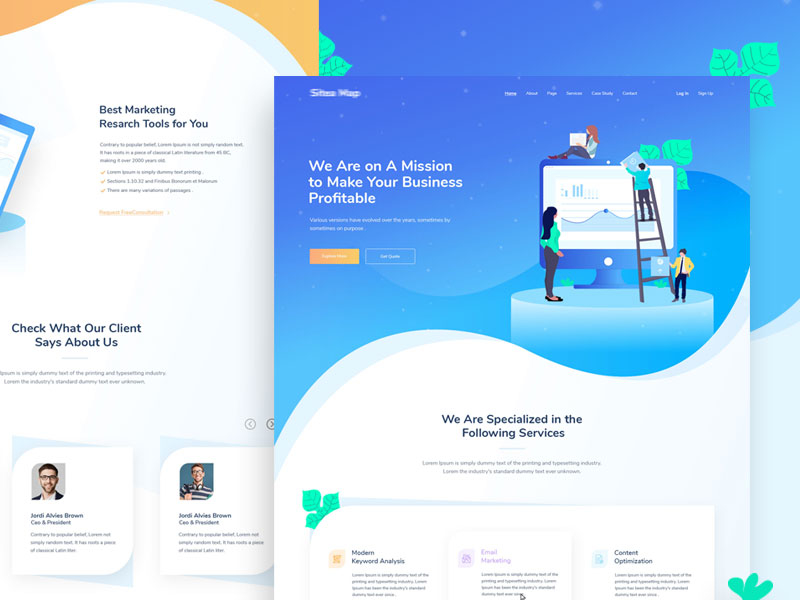 Best Marketing
Resarch Tools for You
Contrary to popular belief, Lorem Ipsum is not simply random text.
It has roots in a piece of classical Latin literature from 45 BC,
making it over 2000 years old.
Lorem Ipsum is simply dummy text printing .
Sections 1.10.32 and Finibus Bonorum et Malorum
There are many variations of passages .
Request FreeConsultation
Check What Our Client
Says About Us
Ipsum is simply dummy text of the printing and typesetting industry.
Lorem the industry's standard dummy text ever unknown.
Jordi Alvies Brown
Ceo & President
Contrary to popular belief, Lorem not
simply random text. It has roots a piece
of classical Latin liter.
Jordi Alvies Brown
Ceo & President
Contrary to popular belief, Lorem
simply random text. It has roots
of classical Latin liter
Home About Page Services Case Study Contact Log In Sign Up
We Are on A Mission
to Make Your Business
Profitable
Various versions have evolved over the years, sometimes by
sometimes on purpose .
Explore More
Get Quote
We Are Specialized in the
Following Services
Lorem Ipsum is simply dummy text of the printing and typesetting industry.
Lorem the industry's standard dummy text ever unknown.
Modern
Keyword Analysis
Lorem Ipsum is simply dummy text of the
printing and typesetting industry. Lorem
Ipsum has been the industry's standard
dummy text ever since .
Email
Marketing
Lorem Ipsum is simply dummy text of the
printing and typesetting industry. Lorem
Ipsum has been the industry's standard
dummy text ever since
Content
Optimization
Lorem Ipsum is simply dummy text of the
printing and typesetting industry. Lorem
Ipsum has been the industry's standard
dummy text ever since .